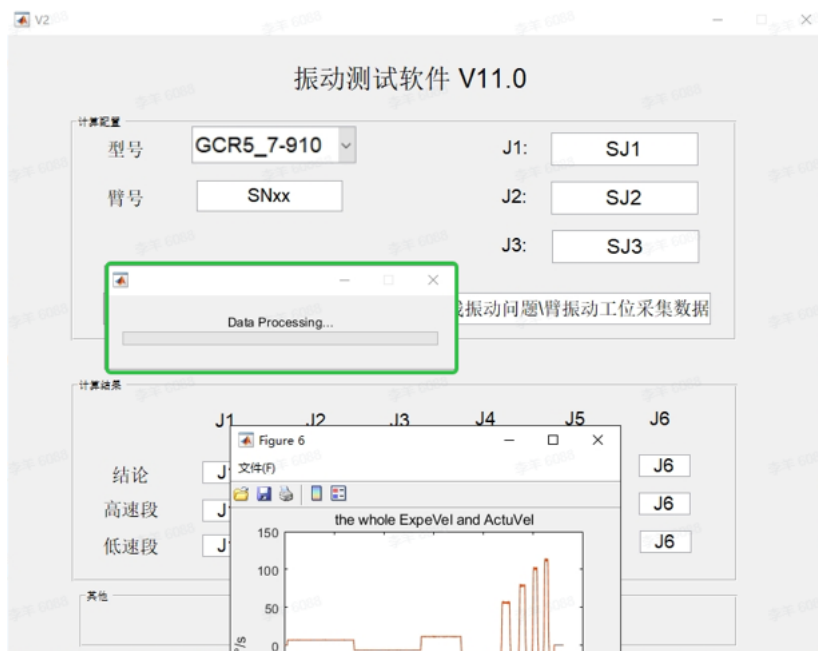 V2
振动测试软件 V11.0
计算配置
型号
GCR5_7-910
J1:
SJ1
臂号
SNxx
J2:
SJ2
J3:
SJ3
Data Processing...
振动问题\臂振动工位采集数据
计算结果
J1 J2 J3 J4 J5 J6
Figure 6
文件(F)
结论
J6
高速段
J6
低速段
J6
the whole ExpeVel and ActuVel
150
100
50
0
°/s
其他